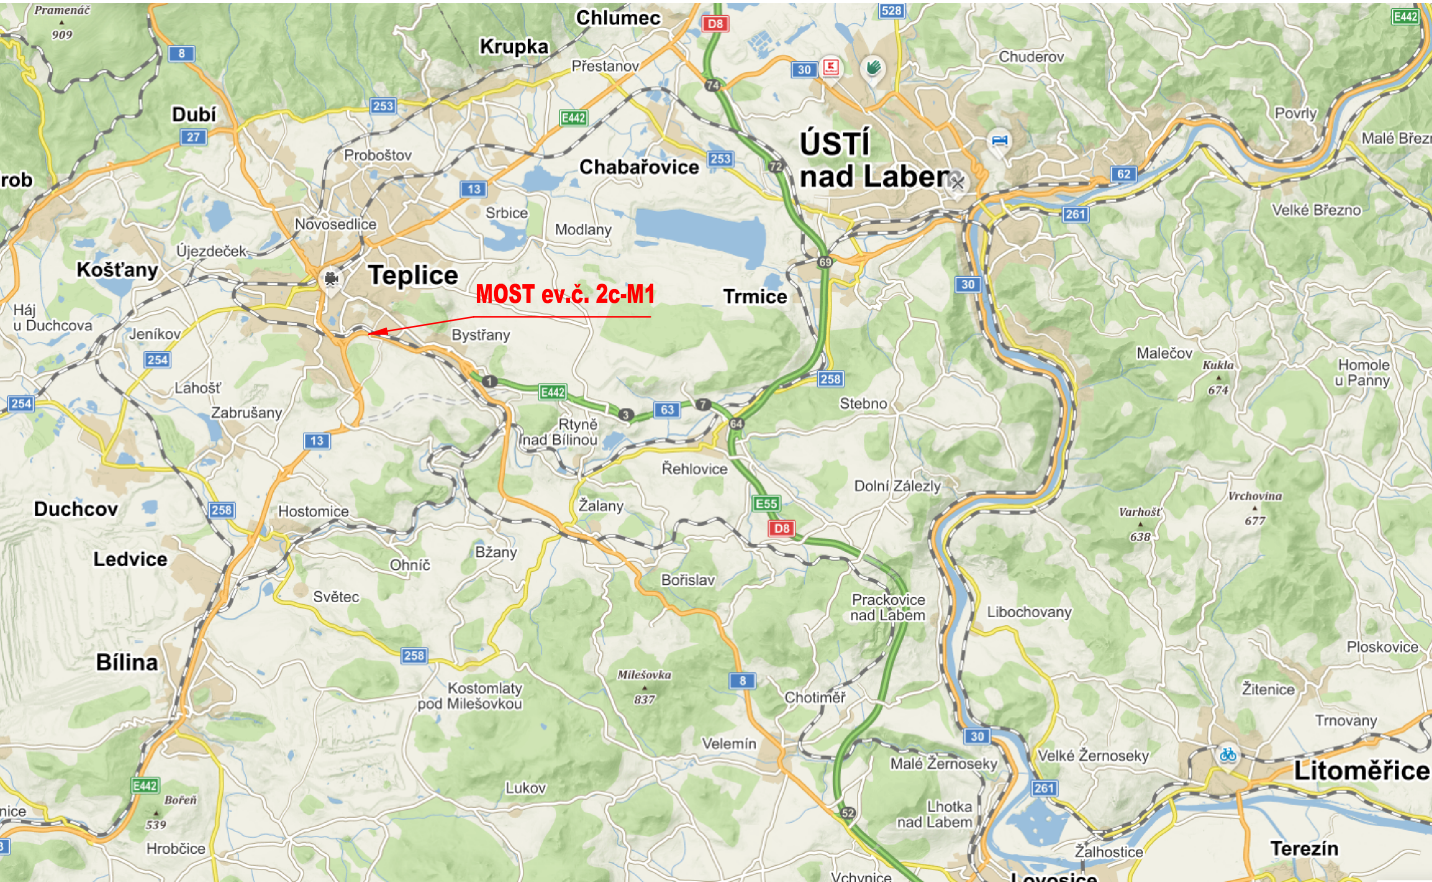 Pramenáč
909
Chlumec
D8
528
E442
Krupka
8
Přestanov
30
Chuderov
74
Dubí
253
E442
27
Povrly
Malé Březn
Proboštov
ÚSTÍ
nad Labem
253
72
Chabařovice
62
rob
13
Srbice
261
Velké Březno
Novosedlice
Modlany
Újezdeček
Košťany
Teplice
69
30
MOST ev.č. 2c-M1
Trmice
Háj
u Duchcova
Jeníkov
Bystřany
254
Malečov
Kukla
674
Homole
u Panny
Lahošť
1
E442
258
254
Zabrušany
3
63
7
Stebno
64
Rtyně
nad Bílinou
13
Řehlovice
Dolní Zálezly
Vrchovina
677
Varhošť
638
Duchcov
258
Hostomice
Žalany
E55
D8
Ledvice
Ohníč
Bžany
Bořislav
Světec
Prackovice
nad Labem
Libochovany
Bílina
258
Ploskovice
Milešovka
837
8
Kostomlaty
pod Milešovkou
Chotiměř
Žitenice
Trnovany
Velemín
30
Velké Žernoseky
Malé Žernoseky
Litoměřice
E442
Bořeň
539
Lukov
261
52
Lhotka
nad Labem
nice
Hrobčice
Žalhostice
Terezín
Vchynice
Lovosice